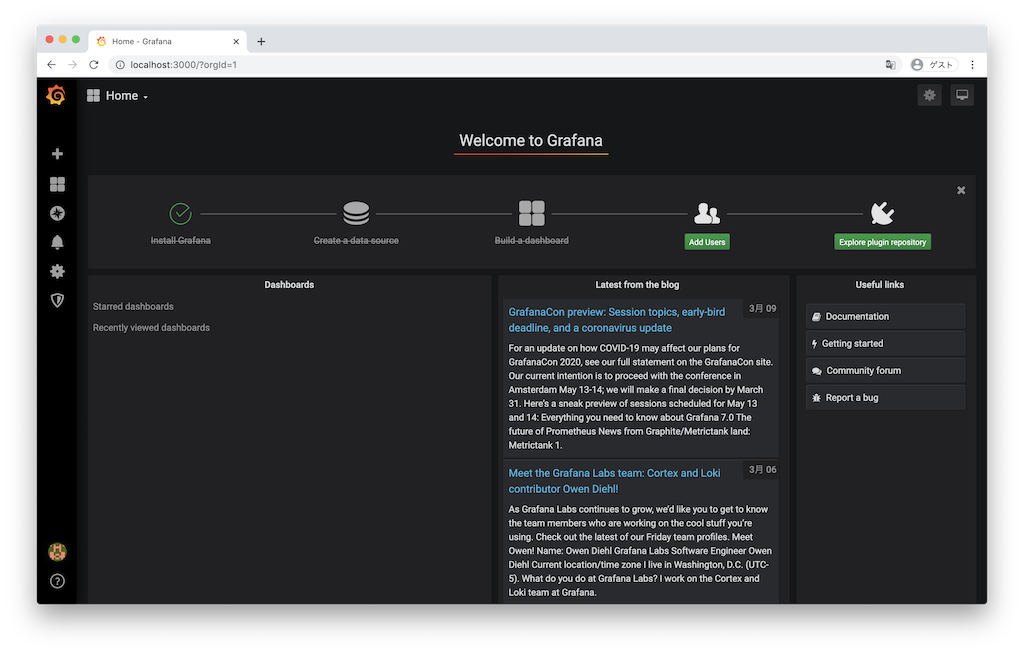 Home - Grafana
localhost:3000/?orgId=1
ゲスト
Home
Welcome to Grafana
Install Grafana
Create a data source
Build a dashboard
Add Users
Explore plugin repository
Dashboards
Starred dashboards
Recently viewed dashboards
Latest from the blog
GrafanaCon preview: Session topics, early-bird
deadline, and a coronavirus update
3月 09
For an update on how COVID-19 may affect our plans for
GrafanaCon 2020, see our full statement on the GrafanaCon site.
Our current intention is to proceed with the conference in
Amsterdam May 13-14; we will make a final decision by March
31. Here's a sneak preview of sessions scheduled for May 13
and 14: Everything you need to know about Grafana 7.0 The
future of Prometheus News from Graphite/Metrictank land:
Metrictank 1.
Meet the Grafana Labs team: Cortex and Loki
contributor Owen Diehl!
3月 06
As Grafana Labs continues to grow, we'd like you to get to know
the team members who are working on the cool stuff you're
using. Check out the latest of our Friday team profiles. Meet
Owen! Name: Owen Diehl Grafana Labs Software Engineer Owen
Diehl Current location/time zone I live in Washington, D.C. (UTC-
5). What do you do at Grafana Labs? I work on the Cortex and
Loki team at Grafana.
Useful links
Documentation
Getting started
Community forum
Report a bug